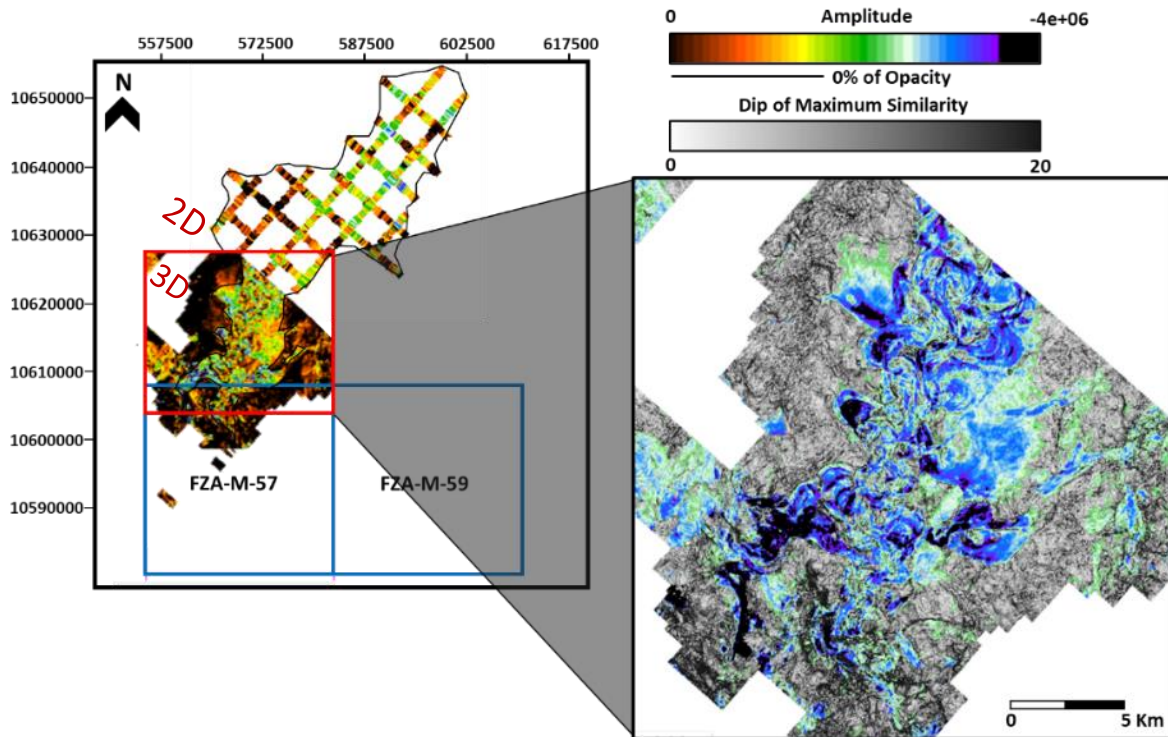 0 Amplitude -4e+06
0% of Opacity
Dip of Maximum Similarity
0 20
557500 572500 587500 602500 617500
N
10650000
10640000
10630000
10620000
10610000
10600000
10590000
2D
3D
FZA-M-57
FZA-M-59
0 5 Km